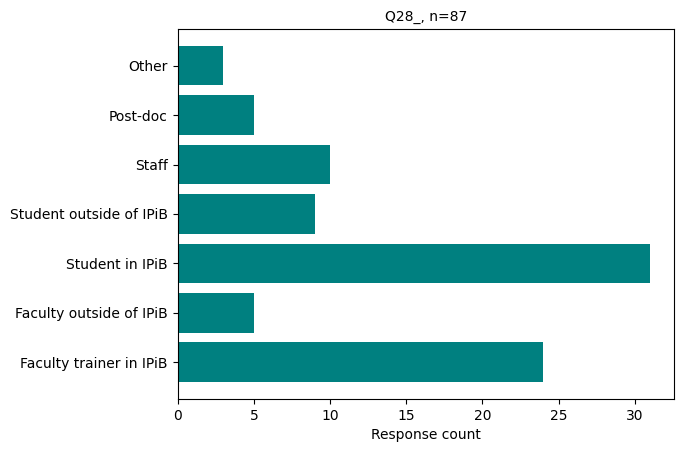 Q28_, n=87
Other
Post-doc
Staff
Student outside of IPiB
Student in IPiB
Faculty outside of IPiB
Faculty trainer in IPiB
0 5 10 15 20 25 30
Response count